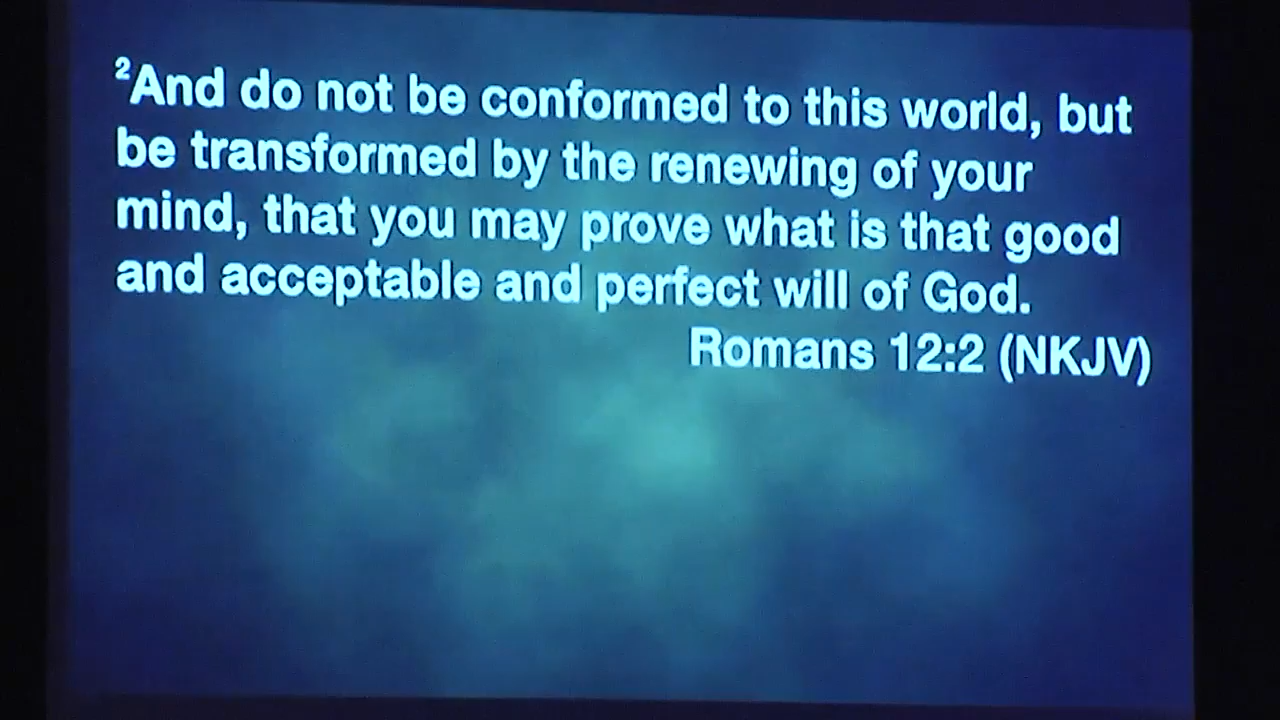 ²And do not be conformed to this world, but
be transformed by the renewing of your
mind, that you may prove what is that good
and acceptable and perfect will of God.
Romans 12:2 (NKJV)